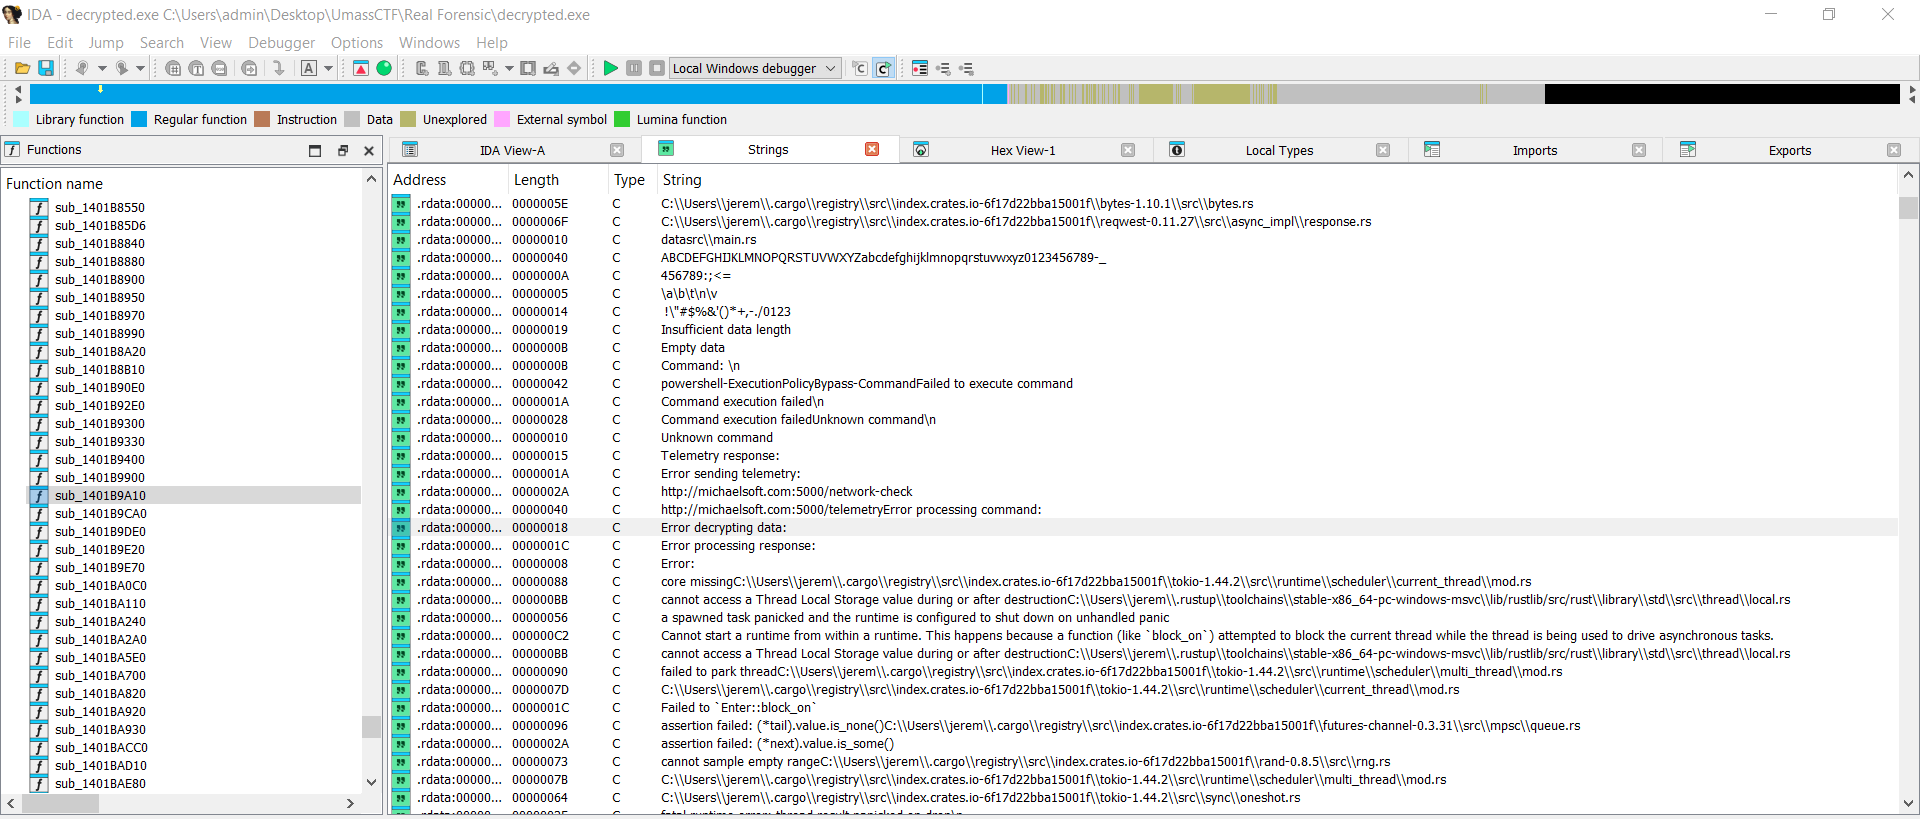 IDA - decrypted.exe C:\Users\admin\Desktop\UmassCTF\Real Forensic\decrypted.exe
File Edit Jump Search View Debugger Options Windows Help
Local Windows debugger
Library function Regular function Instruction Data Unexplored External symbol Lumina function
Functions
IDA View-A Strings Hex View-1 Local Types Imports Exports
Function name
sub_1401B8550
sub_1401B85D6
sub_1401B8840
sub_1401B8880
sub_1401B8900
sub_1401B8950
sub_1401B8970
sub_1401B8990
sub_1401B8A20
sub_1401B8B10
sub_1401B90E0
sub_1401B92E0
sub_1401B9300
sub_1401B9330
sub_1401B9400
sub_1401B9900
sub_1401B9A10
sub_1401B9CA0
sub_1401B9DE0
sub_1401B9E20
sub_1401B9E70
sub_1401BA0C0
sub_1401BA110
sub_1401BA240
sub_1401BA2A0
sub_1401BA5E0
sub_1401BA700
sub_1401BA820
sub_1401BA920
sub_1401BA930
sub_1401BACC0
sub_1401BAD10
sub_1401BAE80
Address Length Type String
.rdata:00000... 0000005E C C:\\Users\\jerem\\.cargo\\registry\\src\\index.crates.io-6f17d22bba15001f\\bytes-1.10.1\\src\\bytes.rs
.rdata:00000... 0000006F C C:\\Users\\jerem\\.cargo\\registry\\src\\index.crates.io-6f17d22bba15001f\\reqwest-0.11.27\\src\\async_impl\\response.rs
.rdata:00000... 00000010 C datasrc\\main.rs
.rdata:00000... 00000040 C ABCDEFGHIJKLMNOPQRSTUVWXYZabcdefghijklmnopqrstuvwxyz0123456789-_
.rdata:00000... 0000000A C 456789:;<=
.rdata:00000... 00000005 C \a\b\t\n\v
.rdata:00000... 00000014 C !\"#$%&'()*+,-./0123
.rdata:00000... 00000019 C Insufficient data length
.rdata:00000... 0000000B C Empty data
.rdata:00000... 0000000B C Command: \n
.rdata:00000... 00000042 C powershell-ExecutionPolicyBypass-CommandFailed to execute command
.rdata:00000... 0000001A C Command execution failed\n
.rdata:00000... 00000028 C Command execution failedUnknown command\n
.rdata:00000... 00000010 C Unknown command
.rdata:00000... 00000015 C Telemetry response:
.rdata:00000... 0000001A C Error sending telemetry:
.rdata:00000... 0000002A C http://michaelsoft.com:5000/network-check
.rdata:00000... 00000040 C http://michaelsoft.com:5000/telemetryError processing command:
.rdata:00000... 00000018 C Error decrypting data:
.rdata:00000... 0000001C C Error processing response:
.rdata:00000... 00000008 C Error:
.rdata:00000... 00000088 C core missingC:\\Users\\jerem\\.cargo\\registry\\src\\index.crates.io-6f17d22bba15001f\\tokio-1.44.2\\src\\runtime\\scheduler\\current_thread\\mod.rs
.rdata:00000... 000000BB C cannot access a Thread Local Storage value during or after destructionC:\\Users\\jerem\\.rustup\\toolchains\\stable-x86_64-pc-windows-msvc\\lib/rustlib/src/rust\\library\\std\\src\\thread\\local.rs
.rdata:00000... 00000056 C a spawned task panicked and the runtime is configured to shut down on unhandled panic
.rdata:00000... 000000C2 C Cannot start a runtime from within a runtime. This happens because a function (like `block_on`) attempted to block the current thread while the thread is being used to drive asynchronous tasks.
.rdata:00000... 000000BB C cannot access a Thread Local Storage value during or after destructionC:\\Users\\jerem\\.rustup\\toolchains\\stable-x86_64-pc-windows-msvc\\lib/rustlib/src/rust\\library\\std\\src\\thread\\local.rs
.rdata:00000... 00000090 C failed to park threadC:\\Users\\jerem\\.cargo\\registry\\src\\index.crates.io-6f17d22bba15001f\\tokio-1.44.2\\src\\runtime\\scheduler\\multi_thread\\mod.rs
.rdata:00000... 0000007D C C:\\Users\\jerem\\.cargo\\registry\\src\\index.crates.io-6f17d22bba15001f\\tokio-1.44.2\\src\\runtime\\scheduler\\current_thread\\mod.rs
.rdata:00000... 0000001C C Failed to `Enter::block_on`
.rdata:00000... 00000096 C assertion failed: (*tail).value.is_none()C:\\Users\\jerem\\.cargo\\registry\\src\\index.crates.io-6f17d22bba15001f\\futures-channel-0.3.31\\src\\mpsc\\queue.rs
.rdata:00000... 0000002A C assertion failed: (*next).value.is_some()
.rdata:00000... 00000073 C cannot sample empty rangeC:\\Users\\jerem\\.cargo\\registry\\src\\index.crates.io-6f17d22bba15001f\\rand-0.8.5\\src\\rng.rs
.rdata:00000... 0000007B C C:\\Users\\jerem\\.cargo\\registry\\src\\index.crates.io-6f17d22bba15001f\\tokio-1.44.2\\src\\runtime\\scheduler\\multi_thread\\mod.rs
.rdata:00000... 00000064 C C:\\Users\\jerem\\.cargo\\registry\\src\\index.crates.io-6f17d22bba15001f\\tokio-1.44.2\\src\\sync\\oneshot.rs